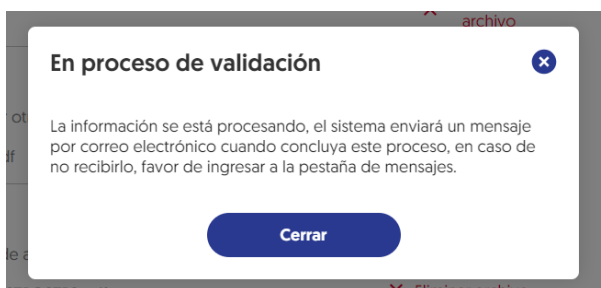 archivo
En proceso de validación
La información se está procesando, el sistema enviará un mensaje
por correo electrónico cuando concluya este proceso, en caso de
no recibirlo, favor de ingresar a la pestaña de mensajes.
Cerrar